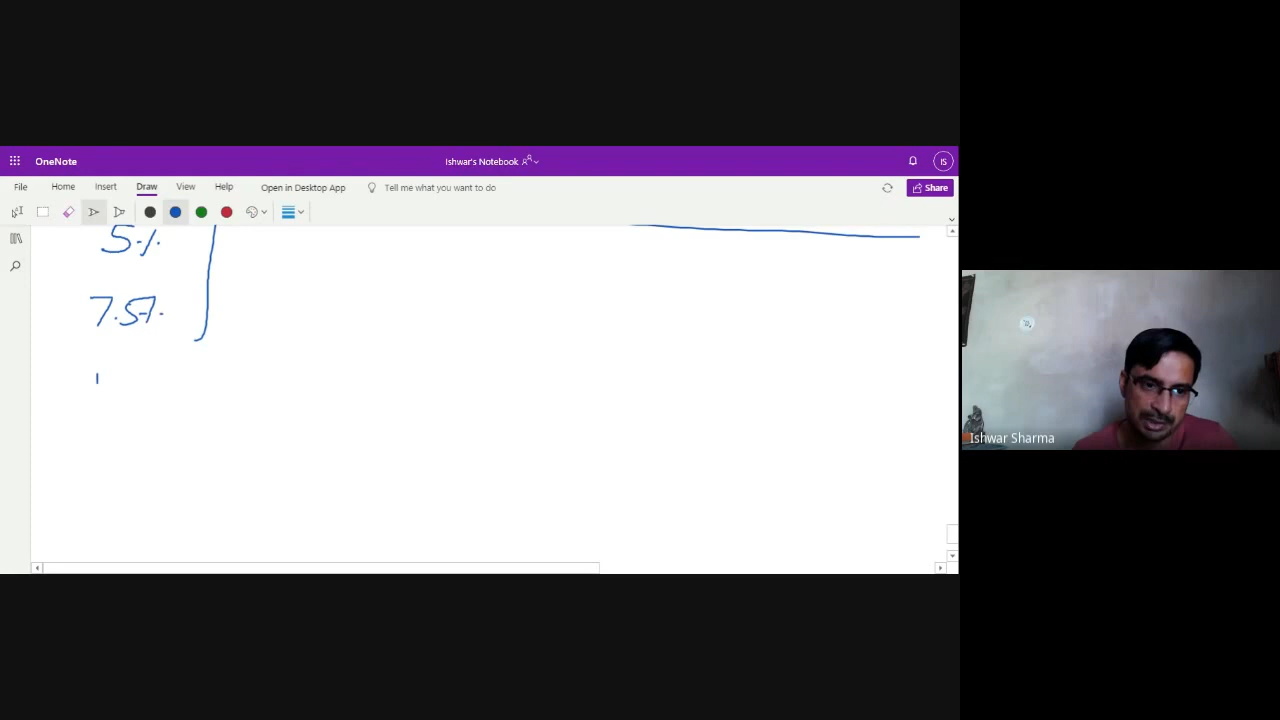 OneNote
Ishwar's Notebook
IS
File Home Insert Draw View Help Open in Desktop App Tell me what you want to do
Share
5%
7.5%
Ishwar Sharma